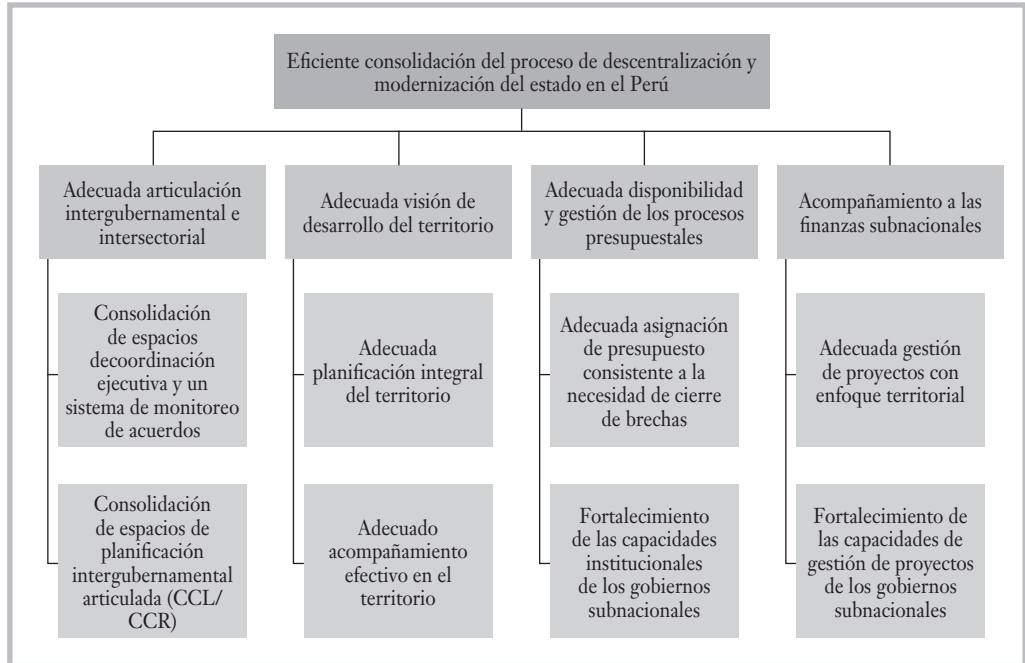 Eficiente consolidación del proceso de descentralización y
modernización del estado en el Perú
Adecuada articulación
intergubernamental e
intersectorial
Adecuada visión de
desarrollo del territorio
Adecuada disponibilidad
y gestión de los procesos
presupuestales
Acompañamiento a las
finanzas subnacionales
Consolidación
de espacios
decoordinación
ejecutiva y un
sistema de monitoreo
de acuerdos
Adecuada
planificación integral
del territorio
Adecuada asignación
de presupuesto
consistente a la
necesidad de cierre
de brechas
Adecuada gestión
de proyectos con
enfoque territorial
Consolidación
de espacios de
planificación
intergubernamental
articulada (CCL/
CCR)
Adecuado
acompañamiento
efectivo en el
territorio
Fortalecimiento
de las capacidades
institucionales
de los gobiernos
subnacionales
Fortalecimiento de
las capacidades de
gestión de proyectos
de los gobiernos
subnacionales